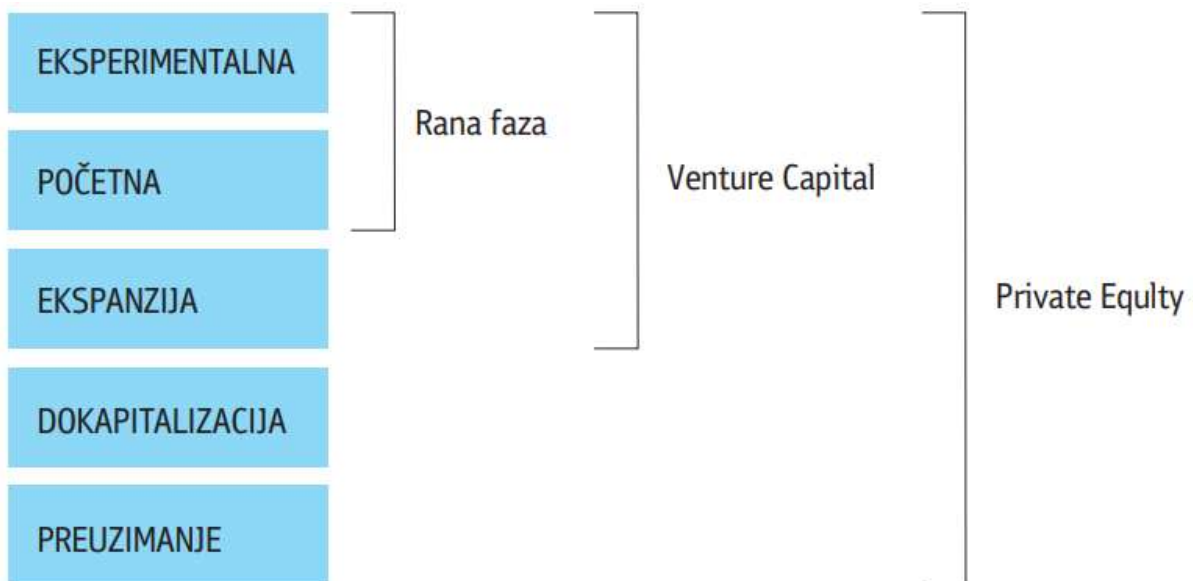 EKSPERIMENTALNA
POČETNA
EKSPANZIJA
DOKAPITALIZACIJA
PREUZIMANJE
Rana faza
Venture Capital
Private Equlty